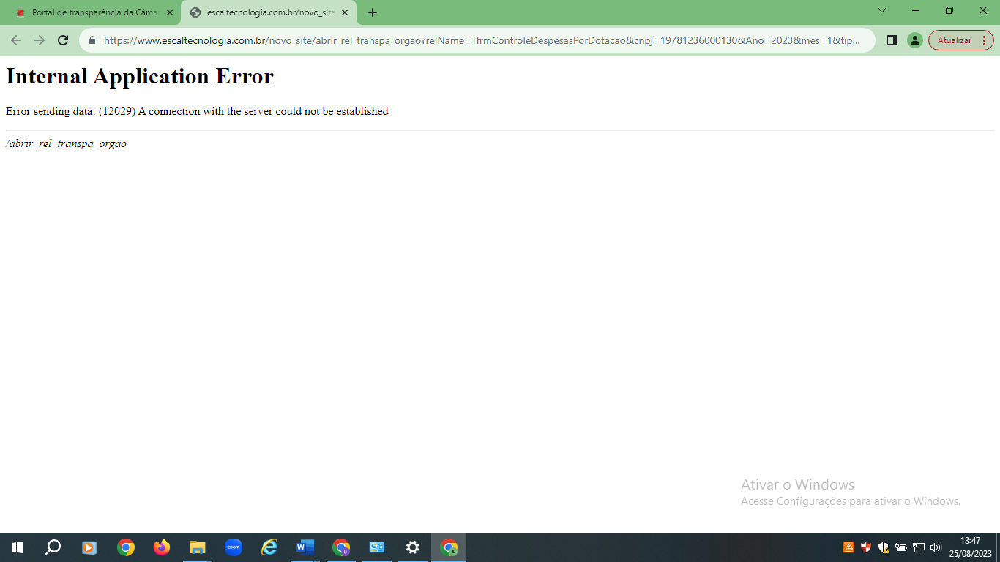 Portal de transparência da Câma
escaltecnologia.com.br/novo_site
https://www.escaltecnologia.com.br/novo_site/abrir_rel_transpa_orgao?relName=TfrmControleDespesasPorDotacao&cnpj=19781236000130&Ano=2023&mes=1&tip...
Atualizar
Internal Application Error
Error sending data: (12029) A connection with the server could not be established
/abrir_rel_transpa_orgao
Ativar o Windows
Acesse Configurações para ativar o Windows.
zoom
13:47
25/08/2023